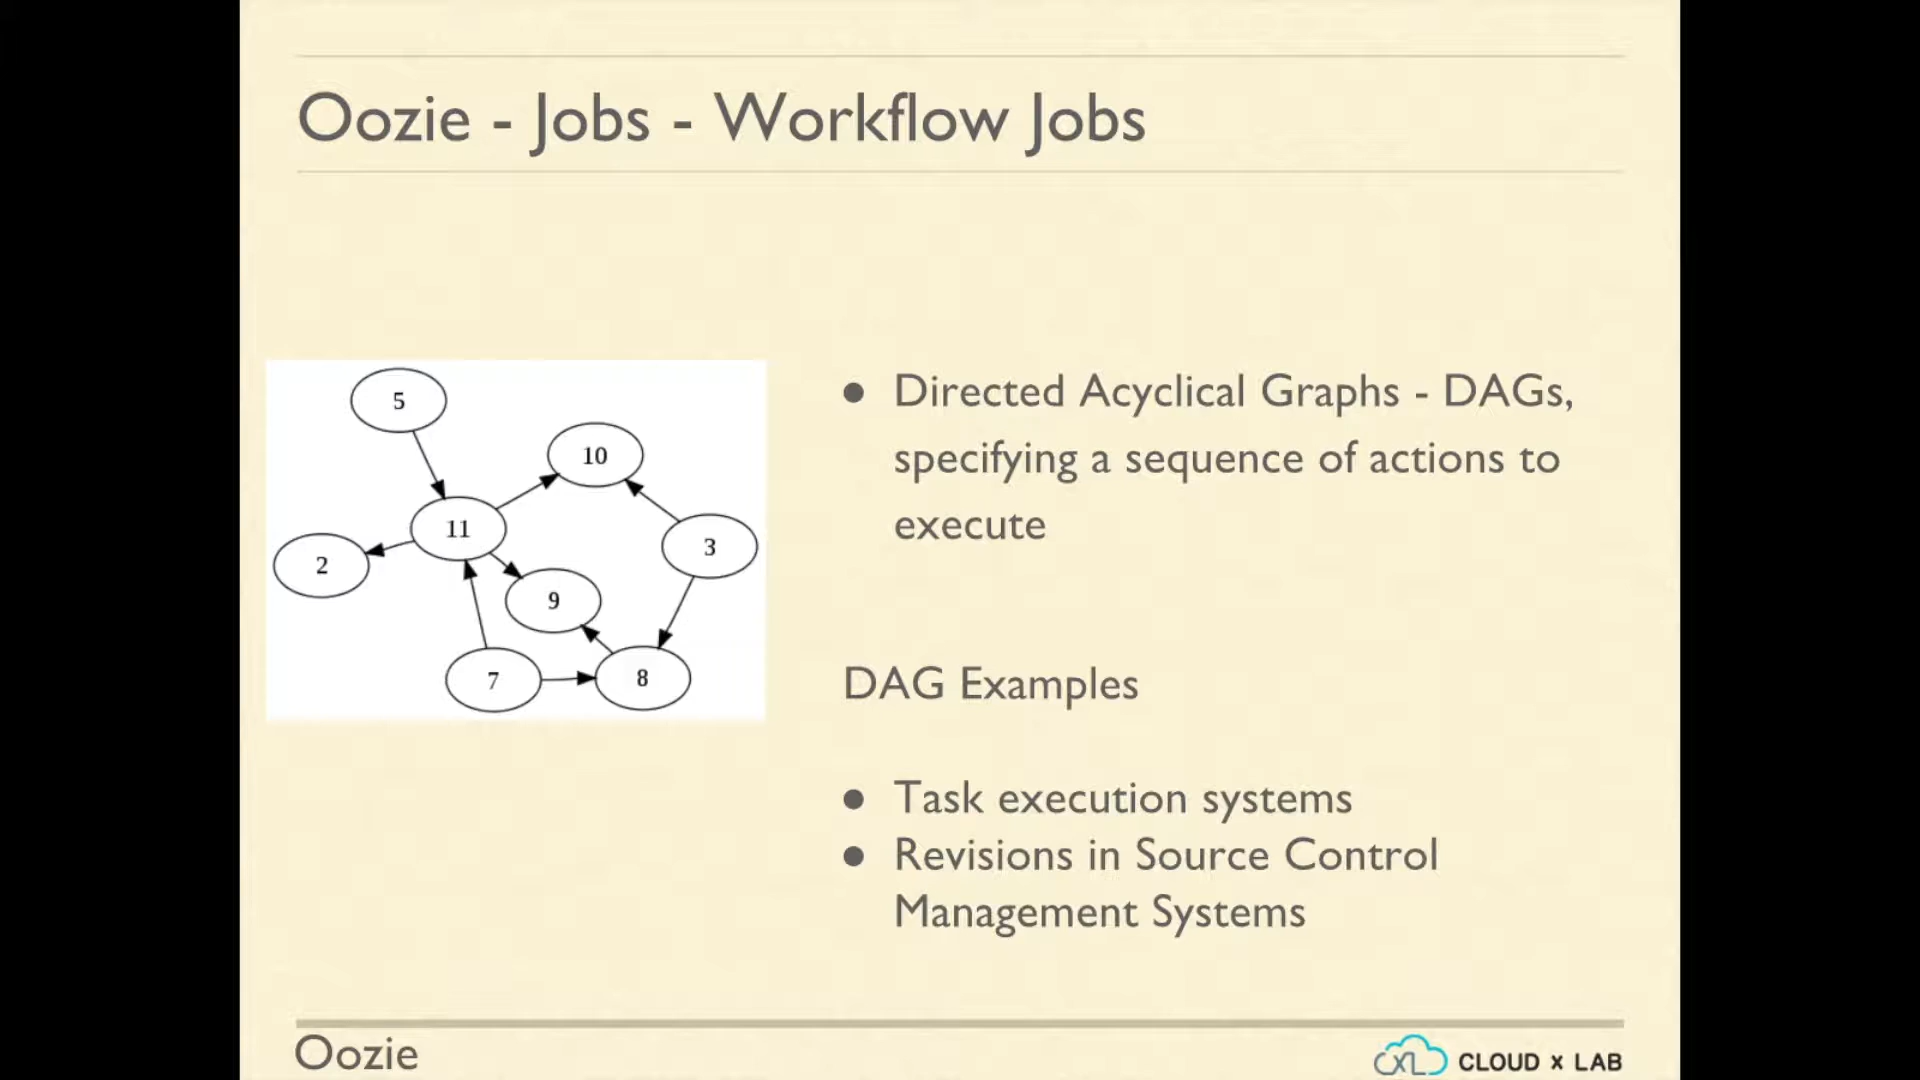 Oozie - Jobs - Workflow Jobs
5
10
11
3
2
9
7
8
● Directed Acyclical Graphs - DAGs,
specifying a sequence of actions to
execute
DAG Examples
● Task execution systems
● Revisions in Source Control
Management Systems
Oozie
CXL CLOUD x LAB